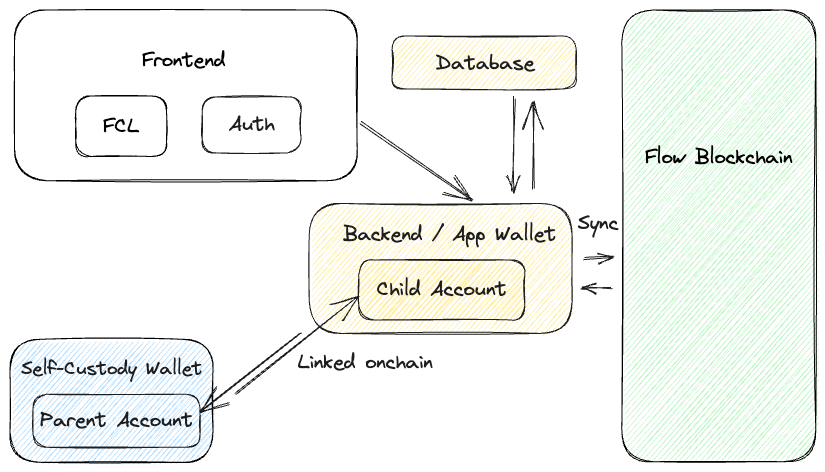 Frontend
FCL
Auth
Database
Flow Blockchain
Backend / App Wallet
Sync
Child Account
Linked onchain
Self-Custody Wallet
Parent Account